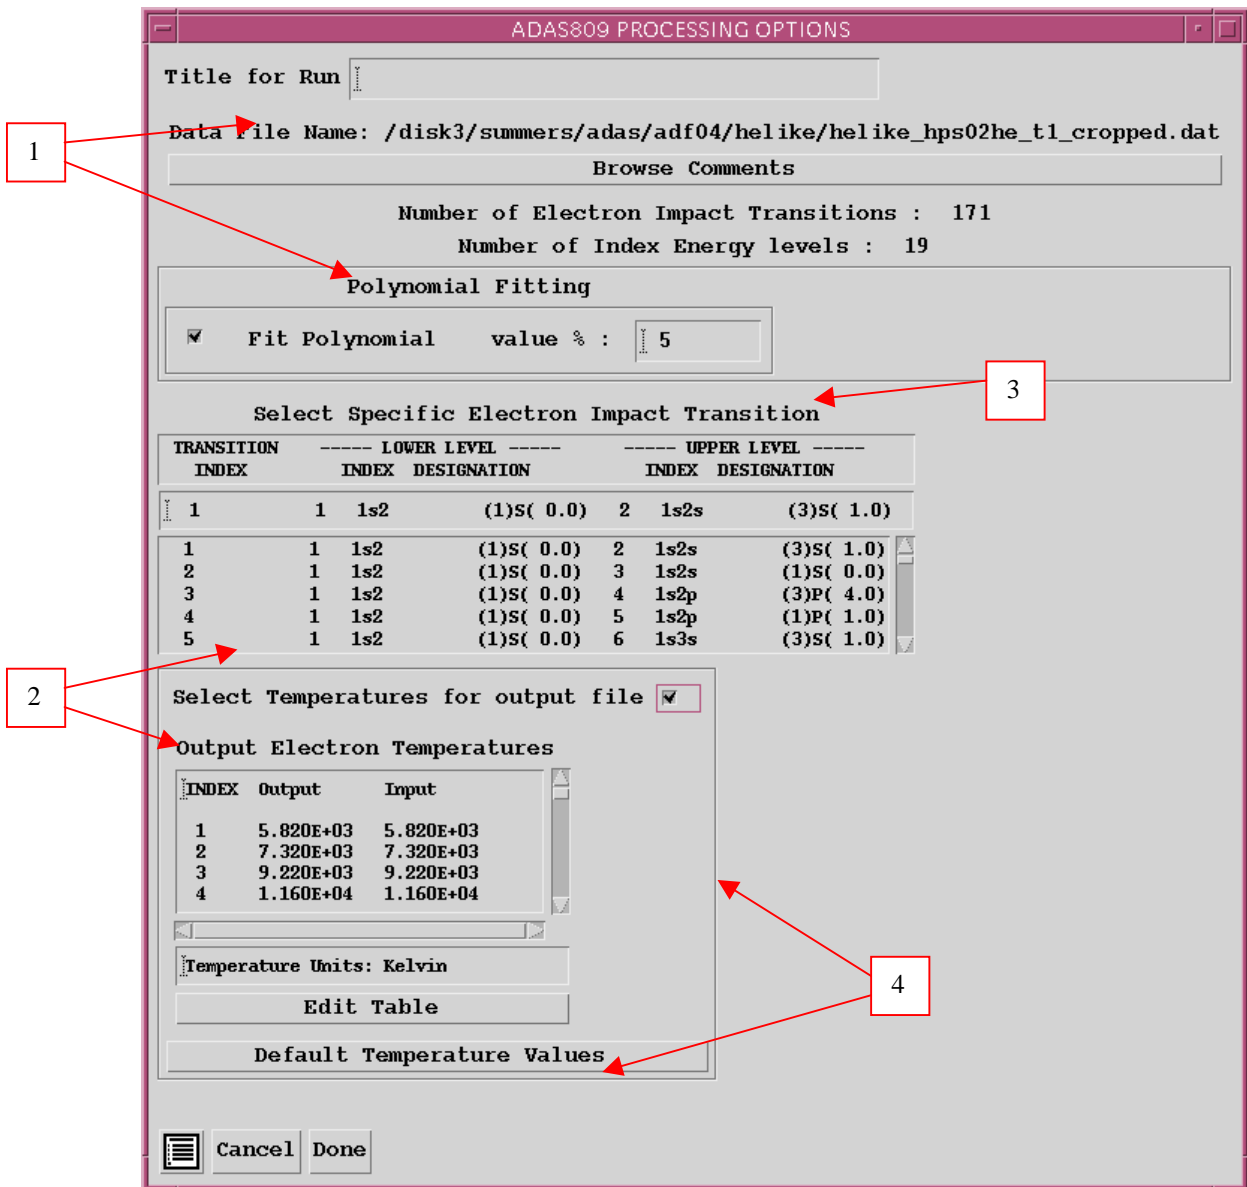 ADAS809 PROCESSING OPTIONS
Title for Run
1
Data File Name: /disk3/summers/adas/adf04/helike/helike_hps02he_t1_cropped.dat
Browse Comments
Number of Electron Impact Transitions : 171
Number of Index Energy levels : 19
Polynomial Fitting
Fit Polynomial value % : 5
3
Select Specific Electron Impact Transition
TRANSITION ----- LOWER LEVEL ----- ----- UPPER LEVEL -----
INDEX INDEX DESIGNATION INDEX DESIGNATION
1 1 1s2 (1)S( 0.0) 2 1s2s (3)S( 1.0)
1 1 1s2 (1)S( 0.0) 2 1s2s (3)S( 1.0)
2 1 1s2 (1)S( 0.0) 3 1s2s (1)S( 0.0)
3 1 1s2 (1)S( 0.0) 4 1s2p (3)P( 4.0)
4 1 1s2 (1)S( 0.0) 5 1s2p (1)P( 1.0)
5 1 1s2 (1)S( 0.0) 6 1s3s (3)S( 1.0)
2
Select Temperatures for output file
Output Electron Temperatures
INDEX Output Input
1 5.820E+03 5.820E+03
2 7.320E+03 7.320E+03
3 9.220E+03 9.220E+03
4 1.160E+04 1.160E+04
Temperature Units: Kelvin
4
Edit Table
Default Temperature Values
Cancel Done